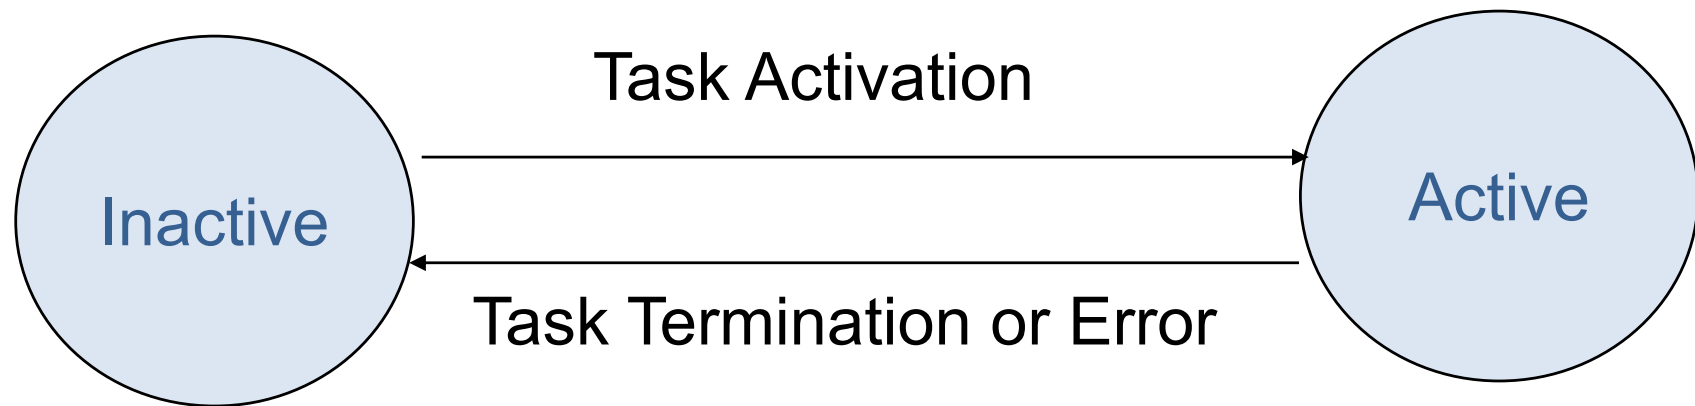 Task Activation
Inactive
Active
Task Termination or Error